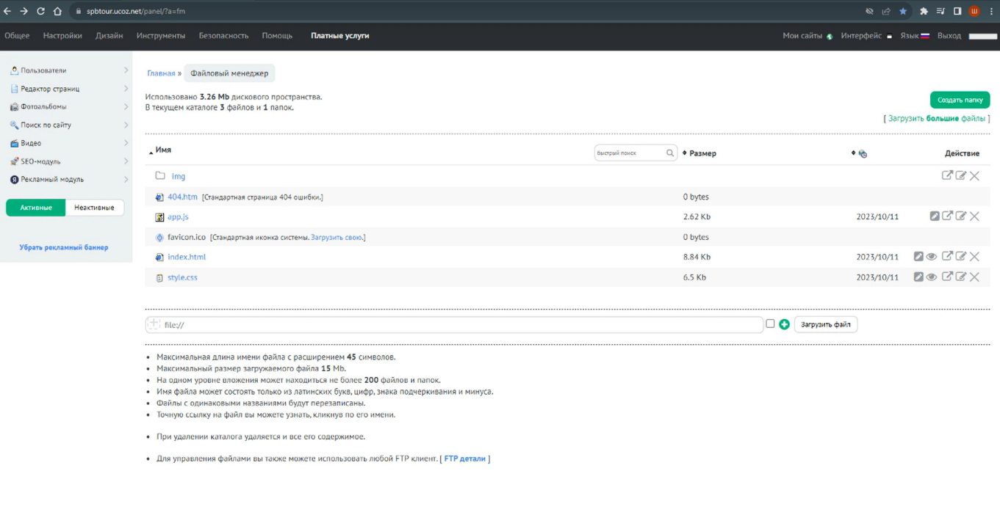 spbtour.ucoz.net/panel/?a=fm
Ш
Общее Настройки Дизайн Инструменты Безопасность Помощь Платные услуги Мои сайты Интерфейс Язык Выход
Пользователи
Редактор страниц
Фотоальбомы
Поиск по сайту
Видео
SEO-модуль
Рекламный модуль
Активные Неактивные
Убрать рекламный баннер
Главная » Файловый менеджер
Использовано 3.26 Mb дискового пространства.
В текущем каталоге 3 файлов и 1 папок.
Создать папку
[ Загрузить большие файлы ]
Имя быстрый поиск Размер Действие
img
404.htm [Стандартная страница 404 ошибки.] 0 bytes
app.js 2.62 Kb 2023/10/11
favicon.ico [Стандартная иконка системы. Загрузить свою.] 0 bytes
index.html 8.84 Kb 2023/10/11
style.css 6.5 Kb 2023/10/11
file:// Загрузить файл
• Максимальная длина имени файла с расширением 45 символов.
• Максимальный размер загружаемого файла 15 Mb.
• На одном уровне вложения может находиться не более 200 файлов и папок.
• Имя файла может состоять только из латинских букв, цифр, знака подчеркивания и минуса.
• Файлы с одинаковыми названиями будут перезаписаны.
• Точную ссылку на файл вы можете узнать, кликнув по его имени.
• При удалении каталога удаляется и все его содержимое.
• Для управления файлами вы также можете использовать любой FTP клиент. [ FTP детали ]